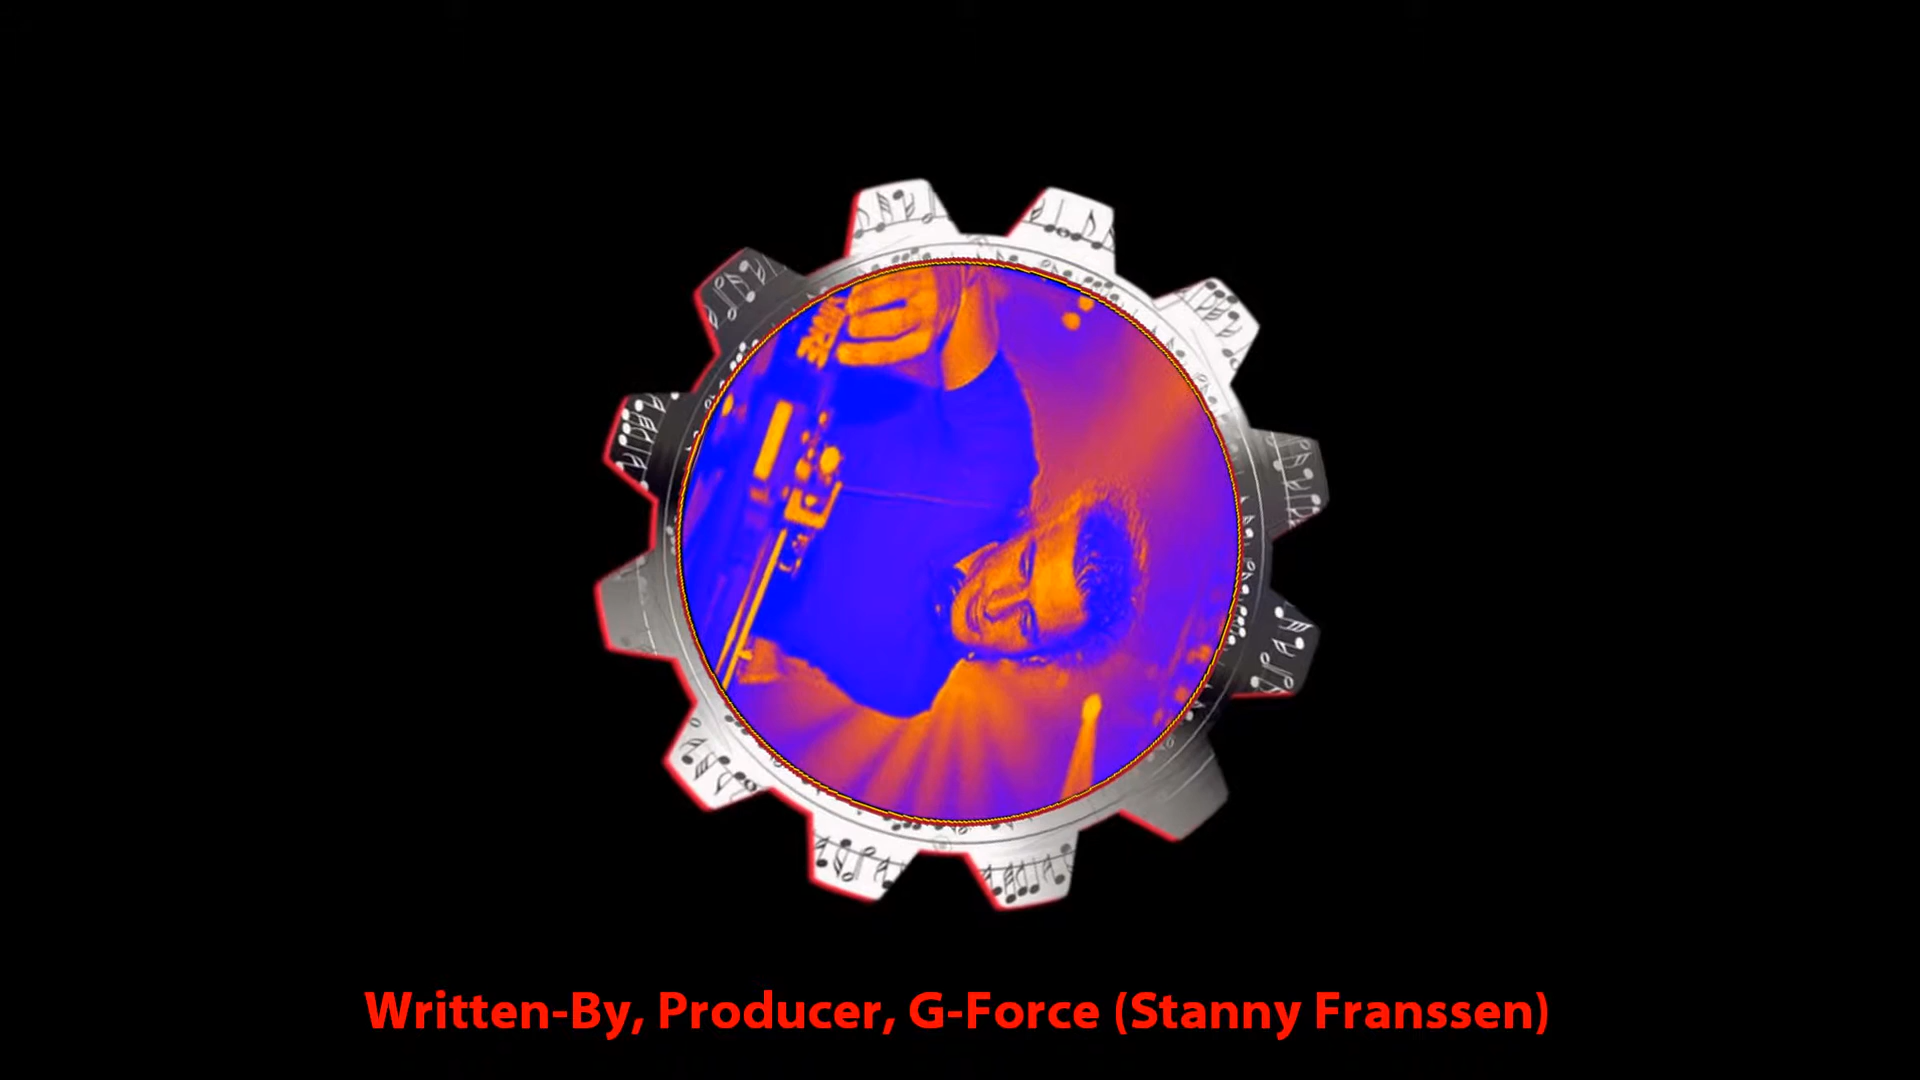 Written-By, Producer, G-Force (Stanny Franssen)